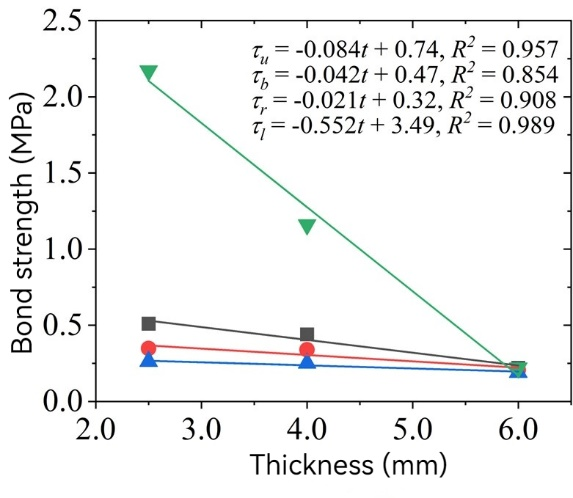 2.5
τᵤ = -0.084t + 0.74, R² = 0.957
τ_b = -0.042t + 0.47, R² = 0.854
τᵣ = -0.021t + 0.32, R² = 0.908
τₗ = -0.552t + 3.49, R² = 0.989
2.0
1.5
1.0
0.5
0.0
Bond strength (MPa)
2.0 3.0 4.0 5.0 6.0
Thickness (mm)